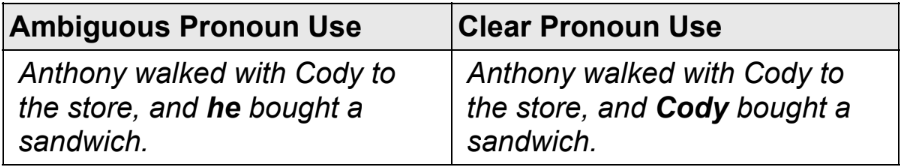 Ambiguous Pronoun Use
Clear Pronoun Use
Anthony walked with Cody to
the store, and he bought a
sandwich.
Anthony walked with Cody to
the store, and Cody bought a
sandwich.